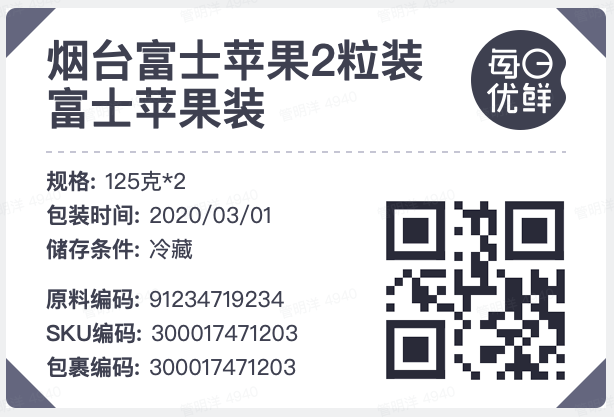 烟台富士苹果2粒装
富士苹果装
每日
优鲜
规格: 125克*2
包装时间: 2020/03/01
储存条件: 冷藏
原料编码: 91234719234
SKU编码: 300017471203
包裹编码: 300017471203